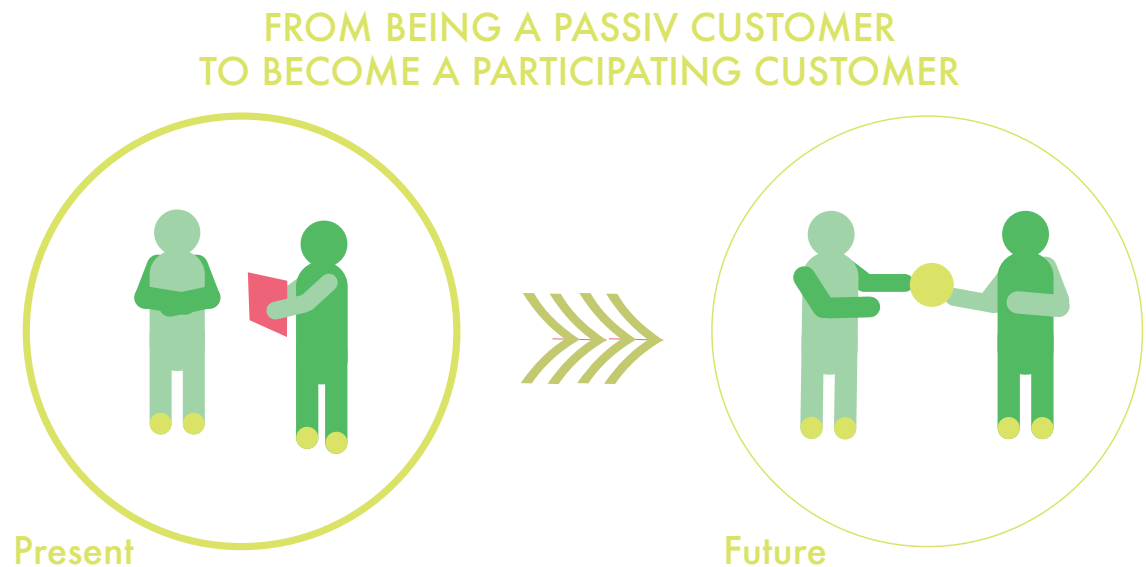 FROM BEING A PASSIV CUSTOMER
TO BECOME A PARTICIPATING CUSTOMER
Present
Future